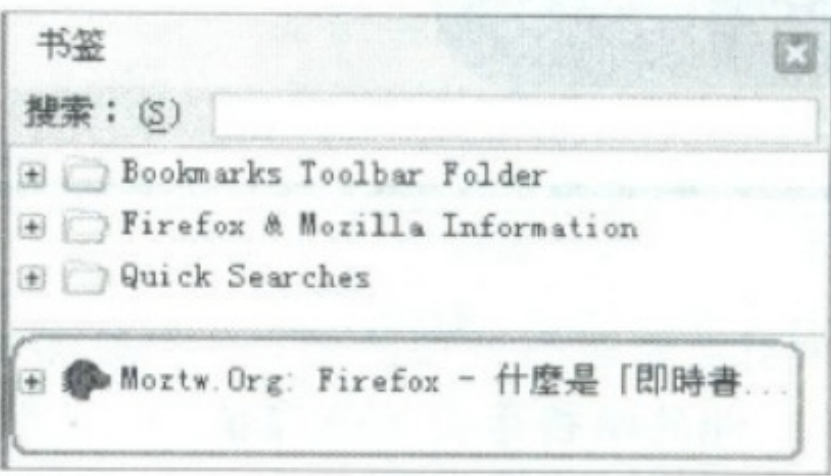 书签
搜索：(S)
Bookmarks Toolbar Folder
Firefox & Mozilla Information
Quick Searches
Moztw.Org: Firefox - 什麼是「即時書...